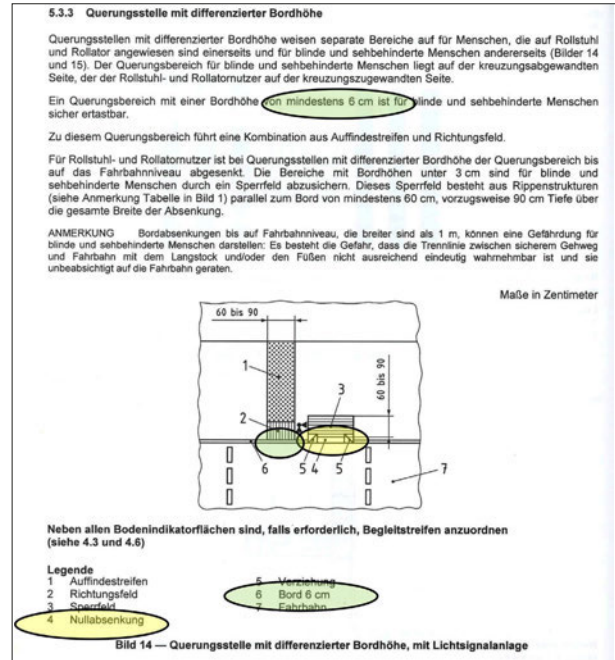 5.3.3 Querungsstelle mit differenzierter Bordhöhe
Querungsstellen mit differenzierter Bordhöhe weisen separate Bereiche auf für Menschen, die auf Rollstuhl
und Rollator angewiesen sind einerseits und für blinde und sehbehinderte Menschen andererseits (Bilder 14
und 15). Der Querungsbereich für blinde und sehbehinderte Menschen liegt auf der kreuzungsabgewandten
Seite, der der Rollstuhl- und Rollatornutzer auf der kreuzungszugewandten Seite.
Ein Querungsbereich mit einer Bordhöhe von mindestens 6 cm ist für blinde und sehbehinderte Menschen
sicher ertastbar.
Zu diesem Querungsbereich führt eine Kombination aus Auffindestreifen und Richtungsfeld.
Für Rollstuhl- und Rollatornutzer ist bei Querungsstellen mit differenzierter Bordhöhe der Querungsbereich bis
auf das Fahrbahnniveau abgesenkt. Die Bereiche mit Bordhöhen unter 3 cm sind für blinde und
sehbehinderte Menschen durch ein Sperrfeld abzusichern. Dieses Sperrfeld besteht aus Rippenstrukturen
(siehe Anmerkung Tabelle in Bild 1) parallel zum Bord von mindestens 60 cm, vorzugsweise 90 cm Tiefe über
die gesamte Breite der Absenkung.
ANMERKUNG Bordabsenkungen bis auf Fahrbahnniveau, die breiter sind als 1 m, können eine Gefährdung für
blinde und sehbehinderte Menschen darstellen: Es besteht die Gefahr, dass die Trennlinie zwischen sicherem Gehweg
und Fahrbahn mit dem Langstock und/oder den Füßen nicht ausreichend eindeutig wahrnehmbar ist und sie
unbeabsichtigt auf die Fahrbahn geraten.
Maße in Zentimeter
60 bis 90
60 bis 90
1
3
2
6 5 4 5 7
Neben allen Bodenindikatorflächen sind, falls erforderlich, Begleitstreifen anzuordnen
(siehe 4.3 und 4.6)
Legende
1 Auffindestreifen 5 Verziehung
2 Richtungsfeld 6 Bord 6 cm
3 Sperrfeld 7 Fahrbahn
4 Nullabsenkung
Bild 14 — Querungsstelle mit differenzierter Bordhöhe, mit Lichtsignalanlage